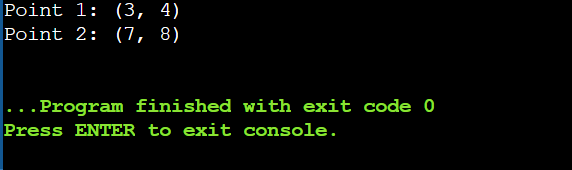 Point 1: (3, 4)
Point 2: (7, 8)
...Program finished with exit code 0
Press ENTER to exit console.